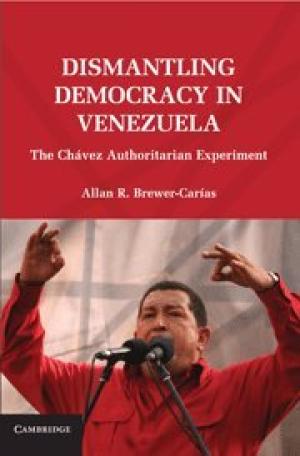 DISMANTLING
DEMOCRACY IN
VENEZUELA
The Chávez Authoritarian Experiment
Allan R. Brewer-Carías
CAMBRIDGE